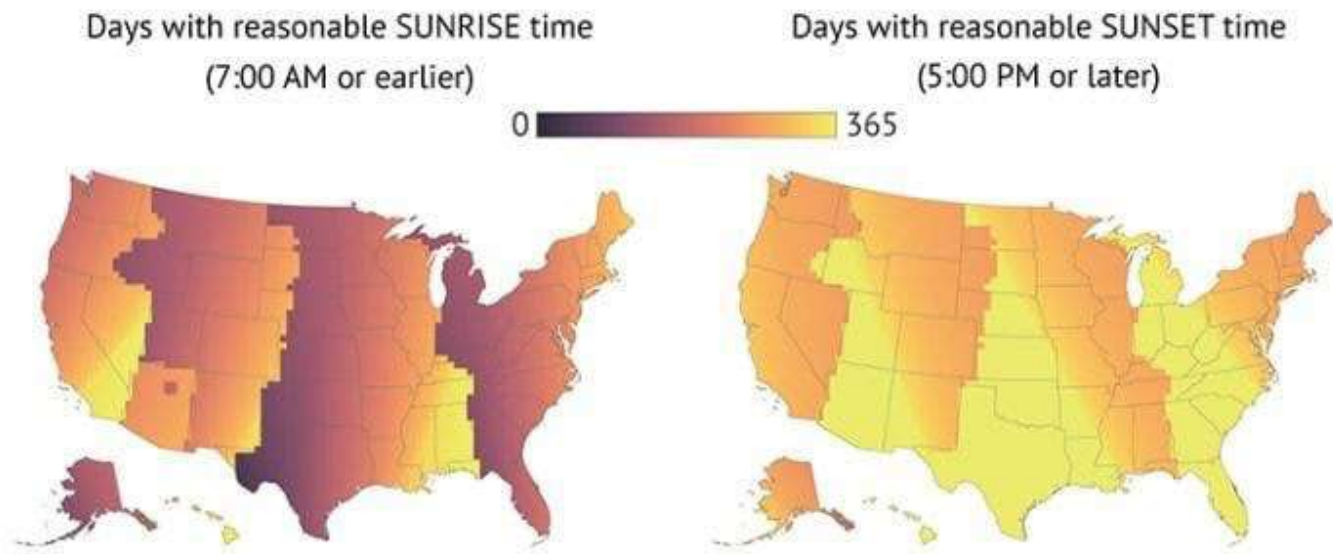 Days with reasonable SUNRISE time
(7:00 AM or earlier)
Days with reasonable SUNSET time
(5:00 PM or later)
0
365